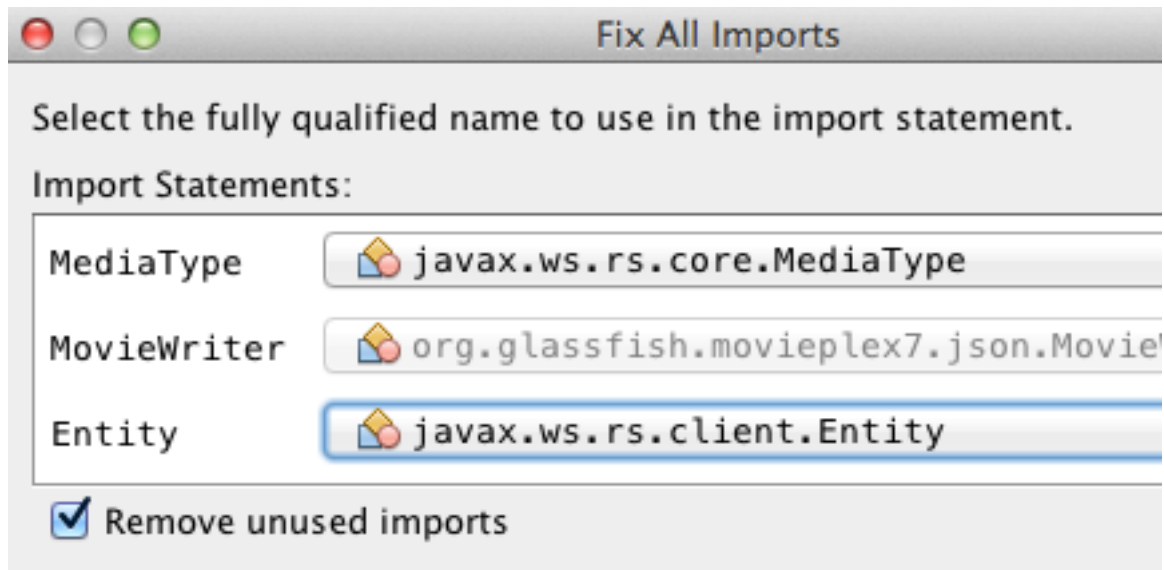 Fix All Imports
Select the fully qualified name to use in the import statement.
Import Statements:
MediaType javax.ws.rs.core.MediaType
MovieWriter org.glassfish.movieplex7.json.Movie
Entity javax.ws.rs.client.Entity
Remove unused imports